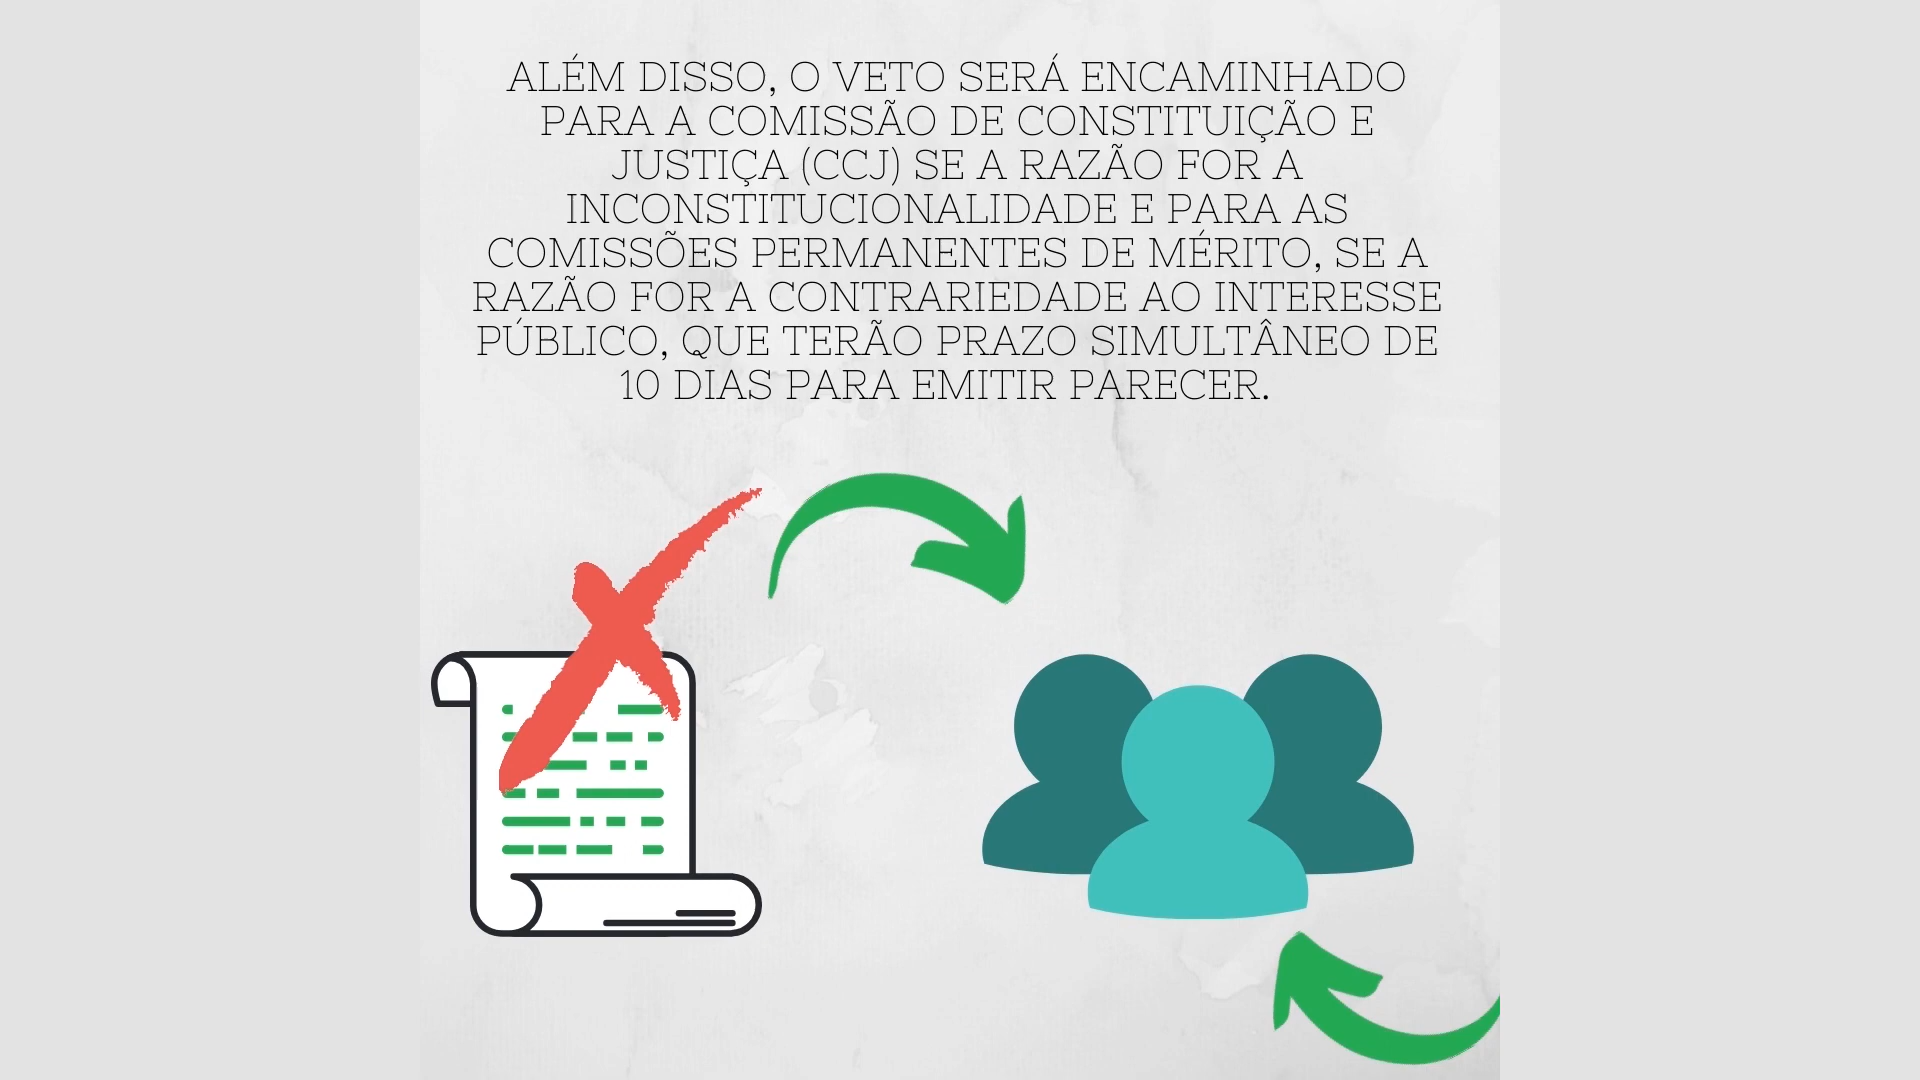 ALÉM DISSO, O VETO SERÁ ENCAMINHADO
PARA A COMISSÃO DE CONSTITUIÇÃO E
JUSTIÇA (CCJ) SE A RAZÃO FOR A
INCONSTITUCIONALIDADE E PARA AS
COMISSÕES PERMANENTES DE MÉRITO, SE A
RAZÃO FOR A CONTRARIEDADE AO INTERESSE
PÚBLICO, QUE TERÃO PRAZO SIMULTÂNEO DE
10 DIAS PARA EMITIR PARECER.